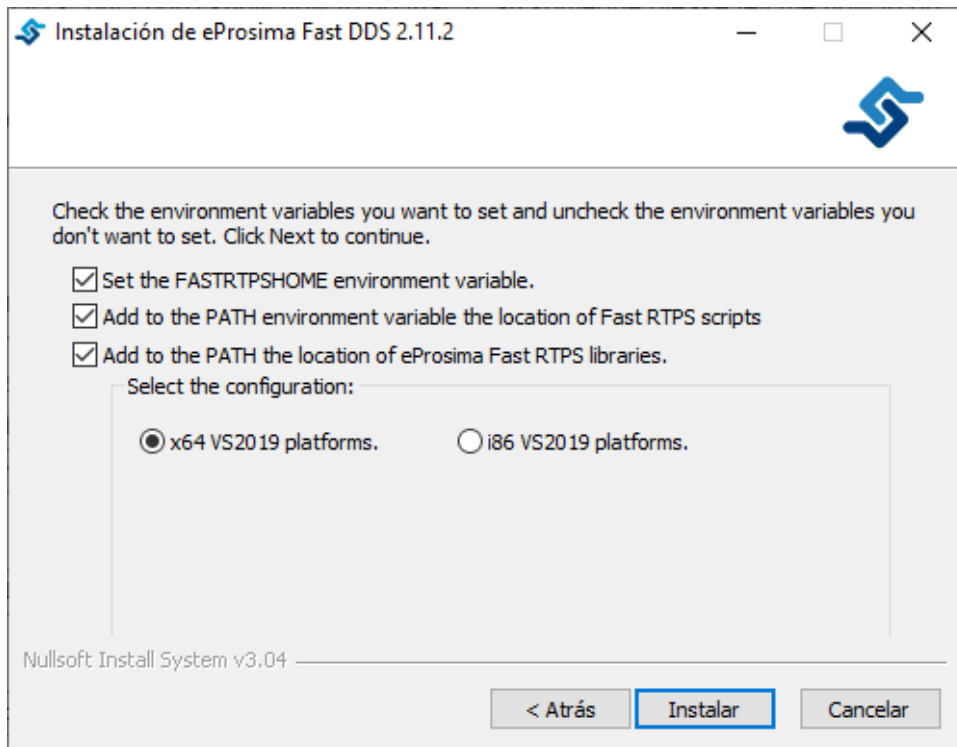 Instalación de eProsima Fast DDS 2.11.2
Check the environment variables you want to set and uncheck the environment variables you
don't want to set. Click Next to continue.
Set the FASTRTPSHOME environment variable.
Add to the PATH environment variable the location of Fast RTPS scripts
Add to the PATH the location of eProsima Fast RTPS libraries.
Select the configuration:
x64 VS2019 platforms.
i86 VS2019 platforms.
Nullsoft Install System v3.04
< Atrás
Instalar
Cancelar